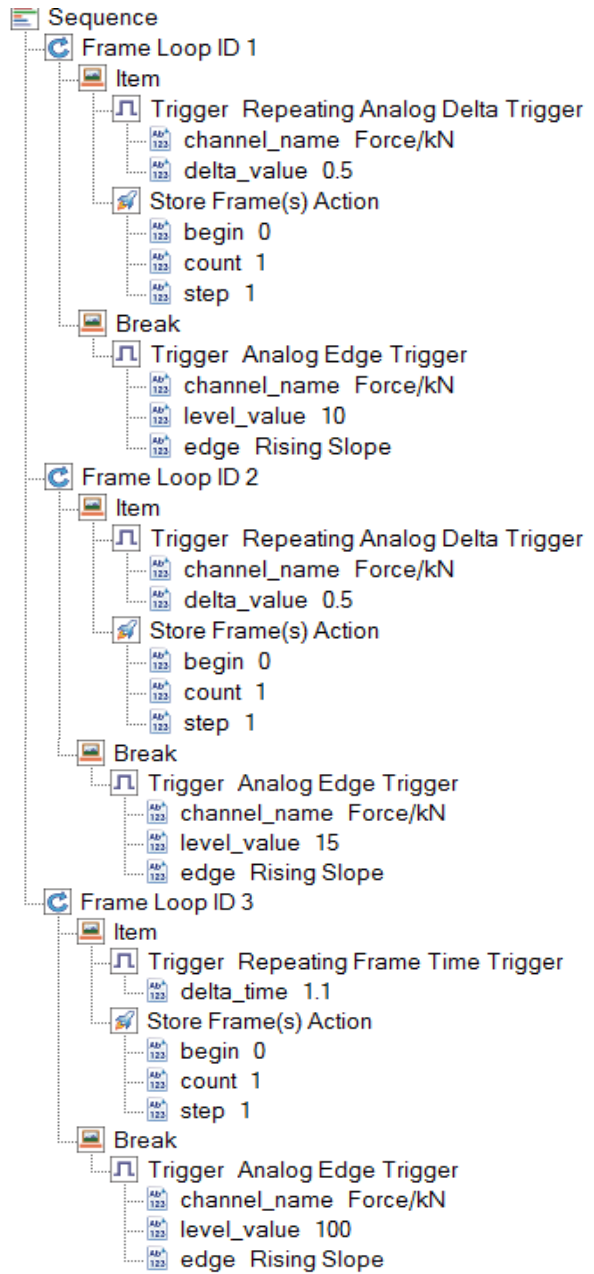 Sequence
Frame Loop ID 1
Item
Trigger Repeating Analog Delta Trigger
channel_name Force/kN
delta_value 0.5
Store Frame(s) Action
begin 0
count 1
step 1
Break
Trigger Analog Edge Trigger
channel_name Force/kN
level_value 10
edge Rising Slope
Frame Loop ID 2
Item
Trigger Repeating Analog Delta Trigger
channel_name Force/kN
delta_value 0.5
Store Frame(s) Action
begin 0
count 1
step 1
Break
Trigger Analog Edge Trigger
channel_name Force/kN
level_value 15
edge Rising Slope
Frame Loop ID 3
Item
Trigger Repeating Frame Time Trigger
delta_time 1.1
Store Frame(s) Action
begin 0
count 1
step 1
Break
Trigger Analog Edge Trigger
channel_name Force/kN
level_value 100
edge Rising Slope